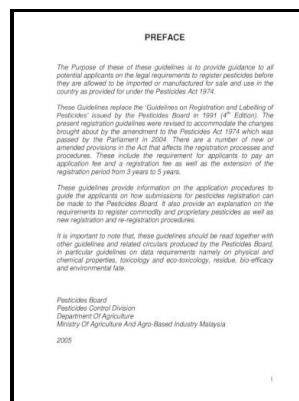 PREFACE
The Purpose of these of these guidelines is to provide guidance to all
potential applicants on the legal requirements to register pesticides before
they are allowed to be imported or manufactured for sale and use in the
country as provided for under the Pesticides Act 1974.
These Guidelines replace the 'Guidelines on Registration and Labelling of
Pesticides' issued by the Pesticides Board in 1991 (4th Edition). The
present registration guidelines were revised to accommodate the changes
brought about by the amendment to the Pesticides Act 1974 which was
passed by the Parliament in 2004. There are a number of new or
amended provisions in the Act that affects the registration processes and
procedures. These include the requirement for applicants to pay an
application fee and a registration fee as well as the extension of the
registration period from 3 years to 5 years.
These guidelines provide information on the application procedures to
guide the applicants on how submissions for pesticides registration can
be made to the Pesticides Board. It also provide an explanation on the
requirements to register commodity and proprietary pesticides as well as
new registration and re-registration procedures.
It is important to note that, these guidelines should be read together with
other guidelines and related circulars produced by the Pesticides Board,
in particular guidelines on data requirements namely on physical and
chemical properties, toxicology and eco-toxicology, residue, bio-efficacy
and environmental fate.
Pesticides Board
Pesticides Control Division
Department Of Agriculture
Ministry Of Agriculture And Agro-Based Industry Malaysia
2005